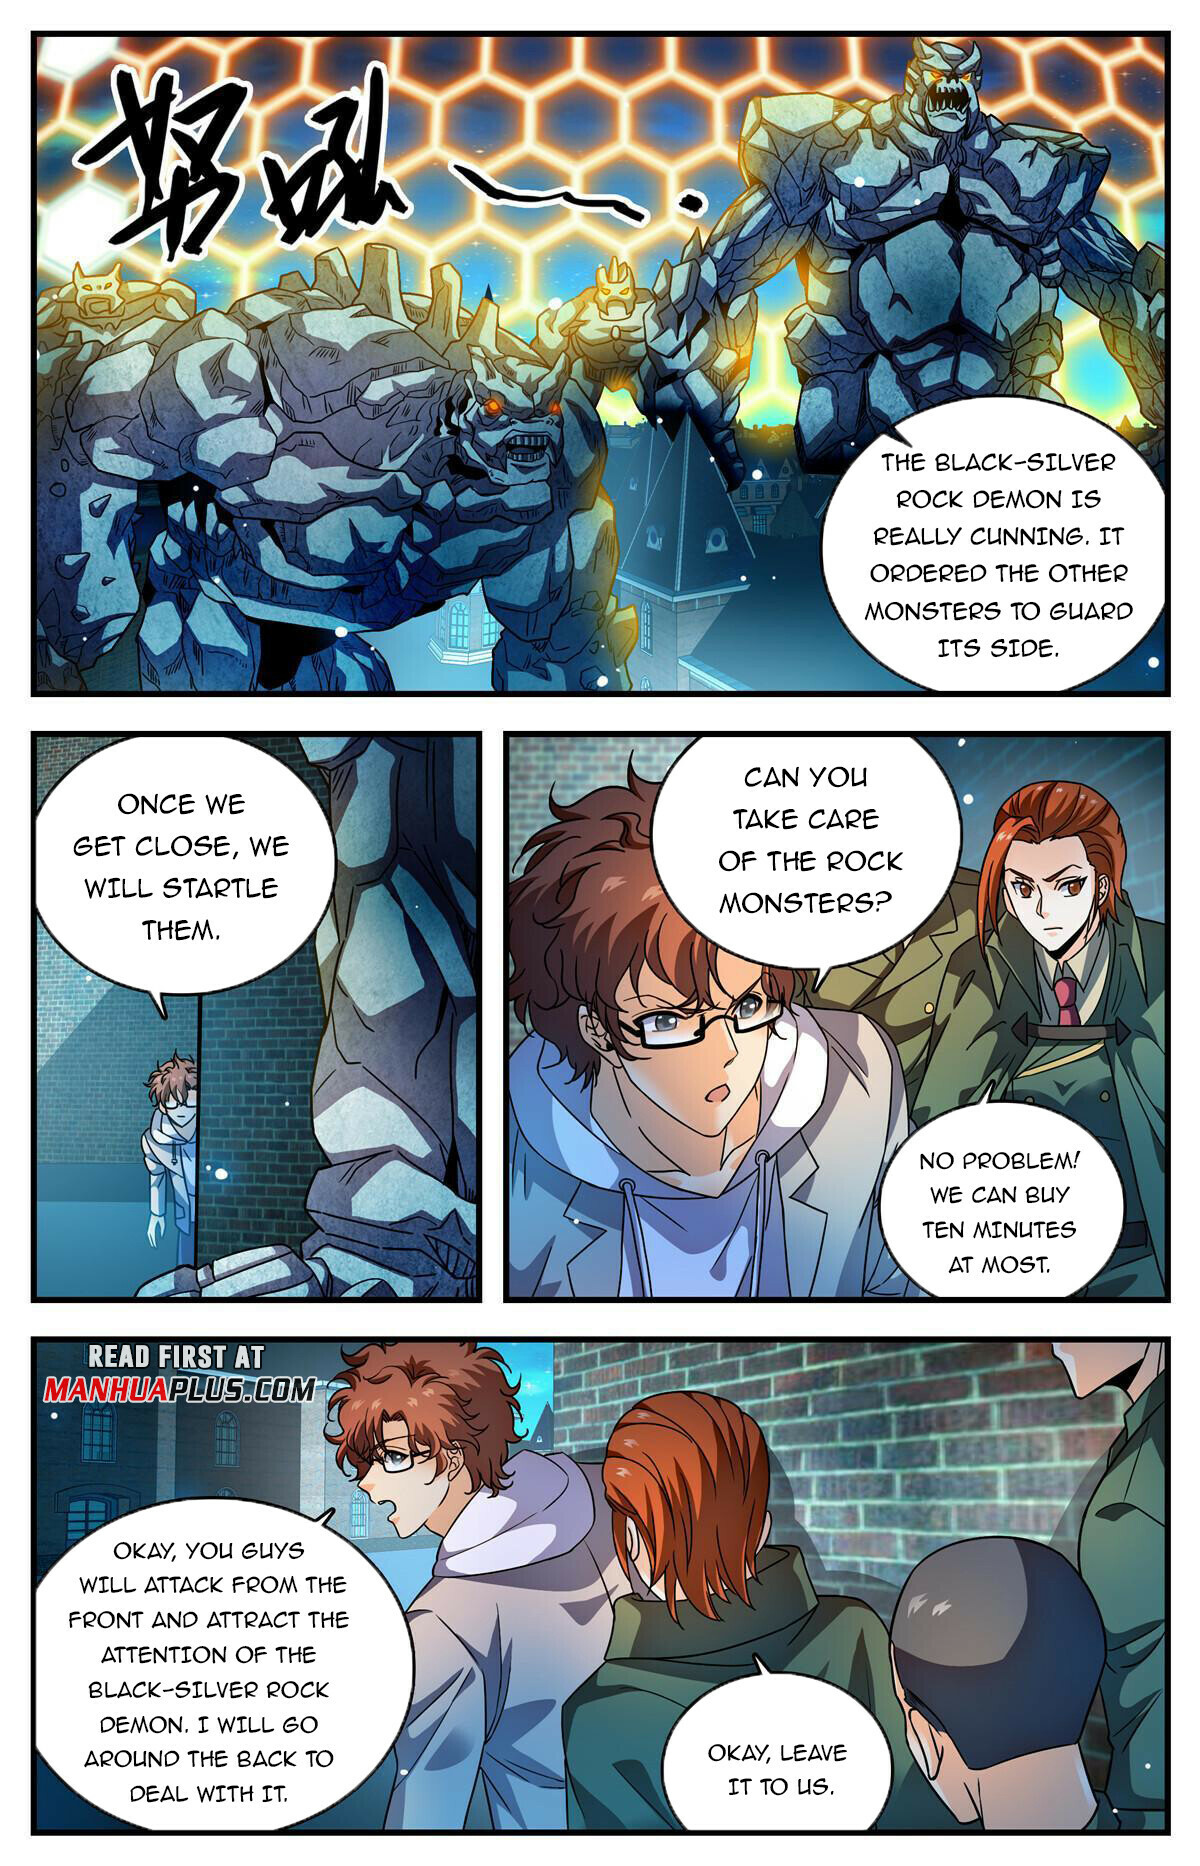 努吼~.
THE BLACK-SILVER
ROCK DEMON IS
REALLY CUNNING. IT
ORDERED THE OTHER
MONSTERS TO GUARD
ITS SIDE.
ONCE WE
GET CLOSE, WE
WILL STARTLE
THEM.
CAN YOU
TAKE CARE
OF THE ROCK
MONSTERS?
NO PROBLEM!
WE CAN BUY
TEN MINUTES
AT MOST.
READ FIRST AT
MANHUAPLUS.COM
OKAY, YOU GUYS
WILL ATTACK FROM THE
FRONT AND ATTRACT THE
ATTENTION OF THE
BLACK-SILVER ROCK
DEMON. I WILL GO
AROUND THE BACK TO
DEAL WITH IT.
OKAY, LEAVE
IT TO US.